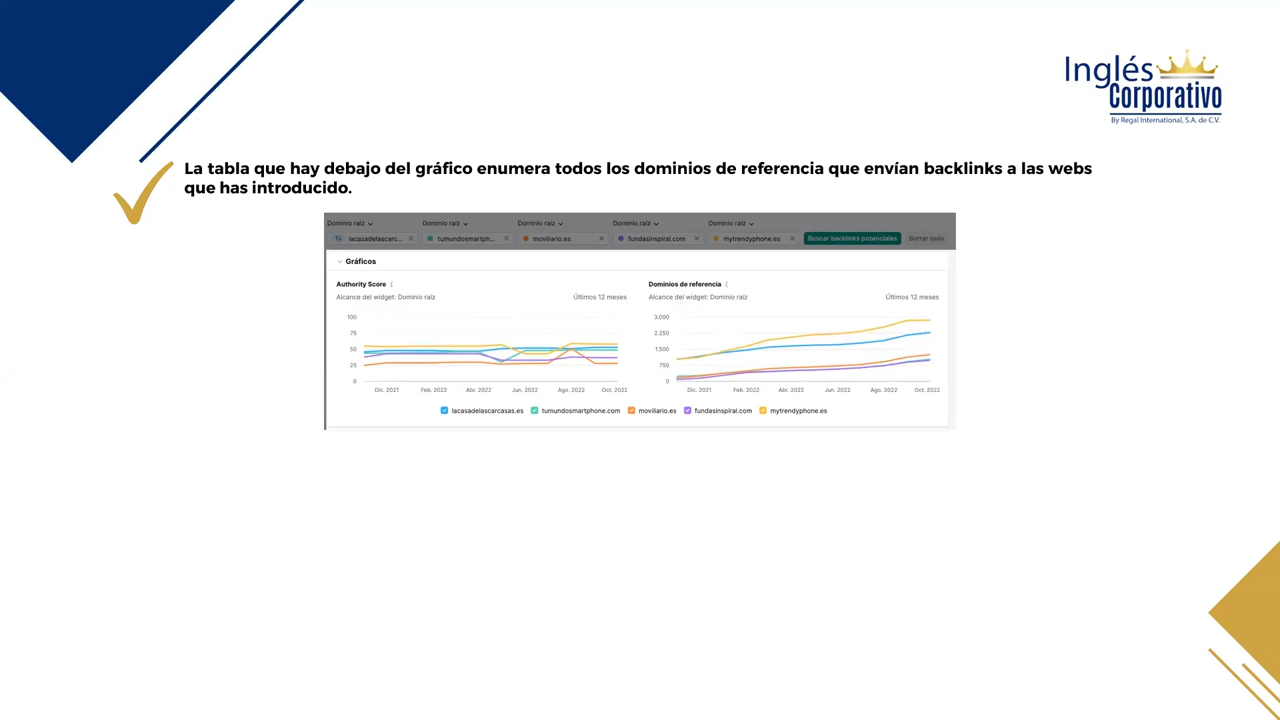 Inglés
Corporativo
By Regal International, S.A. de C.V.
La tabla que hay debajo del gráfico enumera todos los dominios de referencia que envían backlinks a las webs
que has introducido.
Dominio raíz Dominio raíz Dominio raíz Dominio raíz Dominio raíz
Tú lacasadelascarc... tumundosmartph... moviliario.es fundasinspiral.com mytrendyphone.es Buscar backlinks potenciales Borrar todo
Gráficos
Authority Score i Dominios de referencia i
Alcance del widget: Dominio raíz Últimos 12 meses Alcance del widget: Dominio raíz Últimos 12 meses
100 3.000
75 2.250
50 1.500
25 750
0 0
Dic. 2021 Feb. 2022 Abr. 2022 Jun. 2022 Ago. 2022 Oct. 2022 Dic. 2021 Feb. 2022 Abr. 2022 Jun. 2022 Ago. 2022 Oct. 2022
lacasadelascarcasas.es tumundosmartphone.com moviliario.es fundasinspiral.com mytrendyphone.es